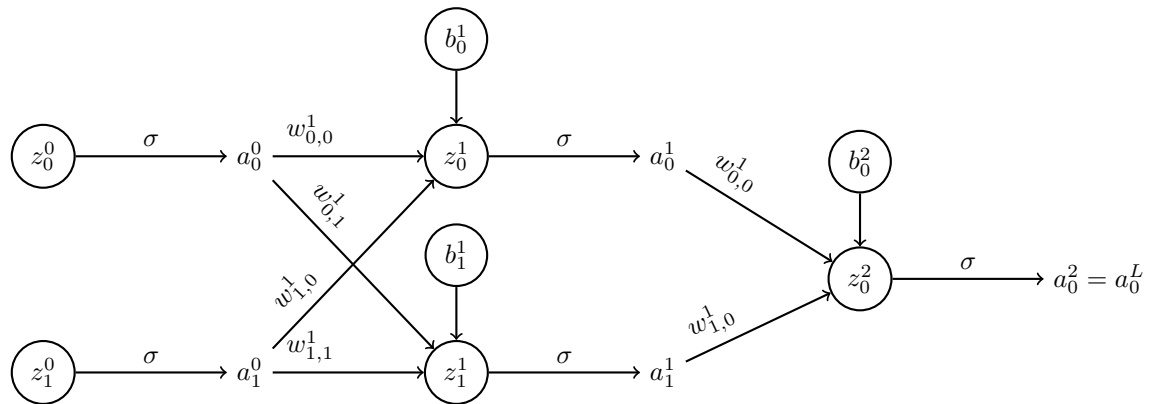 b_0^1
z_0^0 σ a_0^0 w_{0,0}^1 z_0^1 σ a_0^1
w_{0,1}^1
w_{0,0}^1
b_0^2
b_1^1
w_{1,0}^1
z_0^2 σ a_0^2 = a_0^L
w_{1,0}^1
z_1^0 σ a_1^0 w_{1,1}^1 z_1^1 σ a_1^1